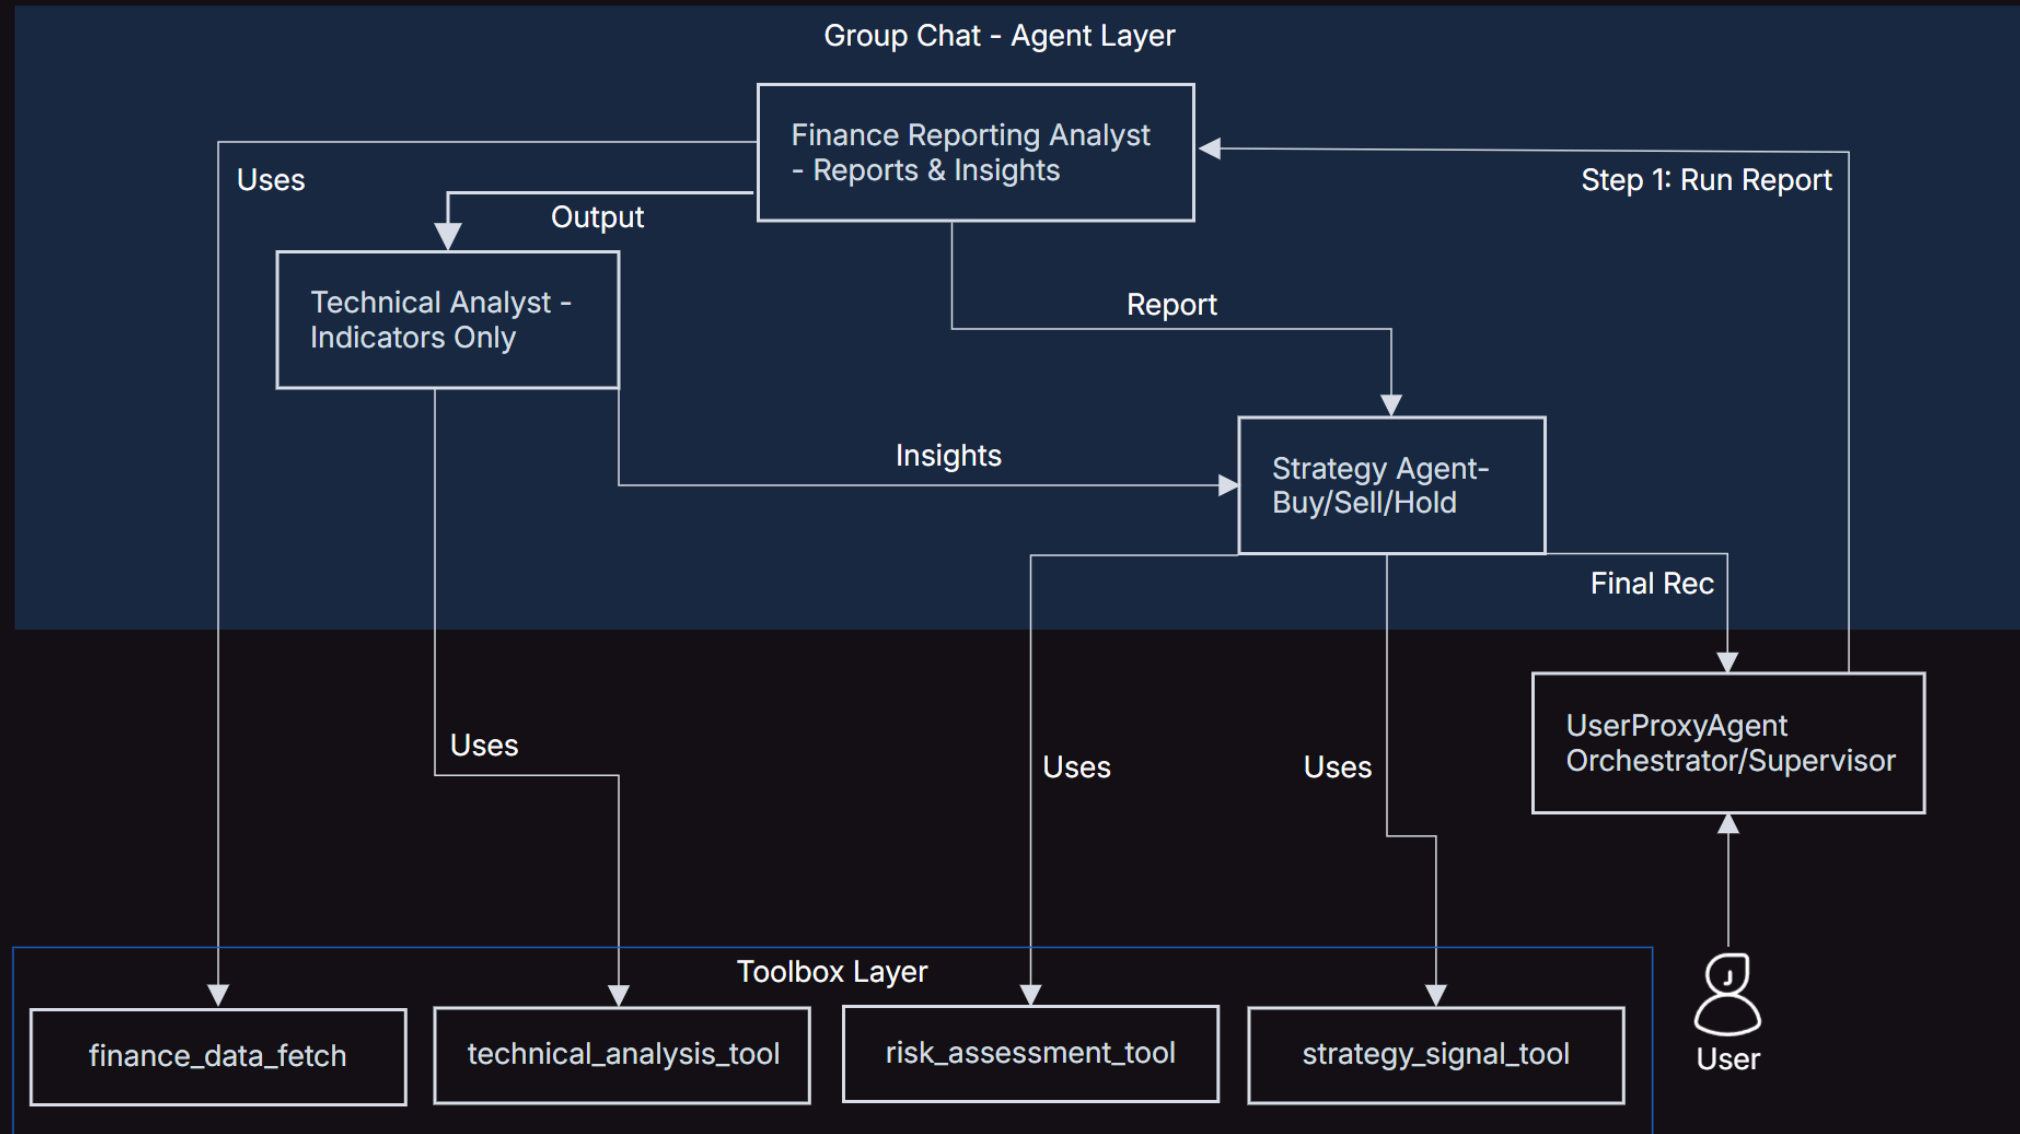 Group Chat - Agent Layer
Finance Reporting Analyst
- Reports & Insights
Uses
Step 1: Run Report
Output
Technical Analyst -
Indicators Only
Report
Insights
Strategy Agent-
Buy/Sell/Hold
Final Rec
UserProxyAgent
Orchestrator/Supervisor
Uses
Uses
Uses
Toolbox Layer
finance_data_fetch
technical_analysis_tool
risk_assessment_tool
strategy_signal_tool
J
User